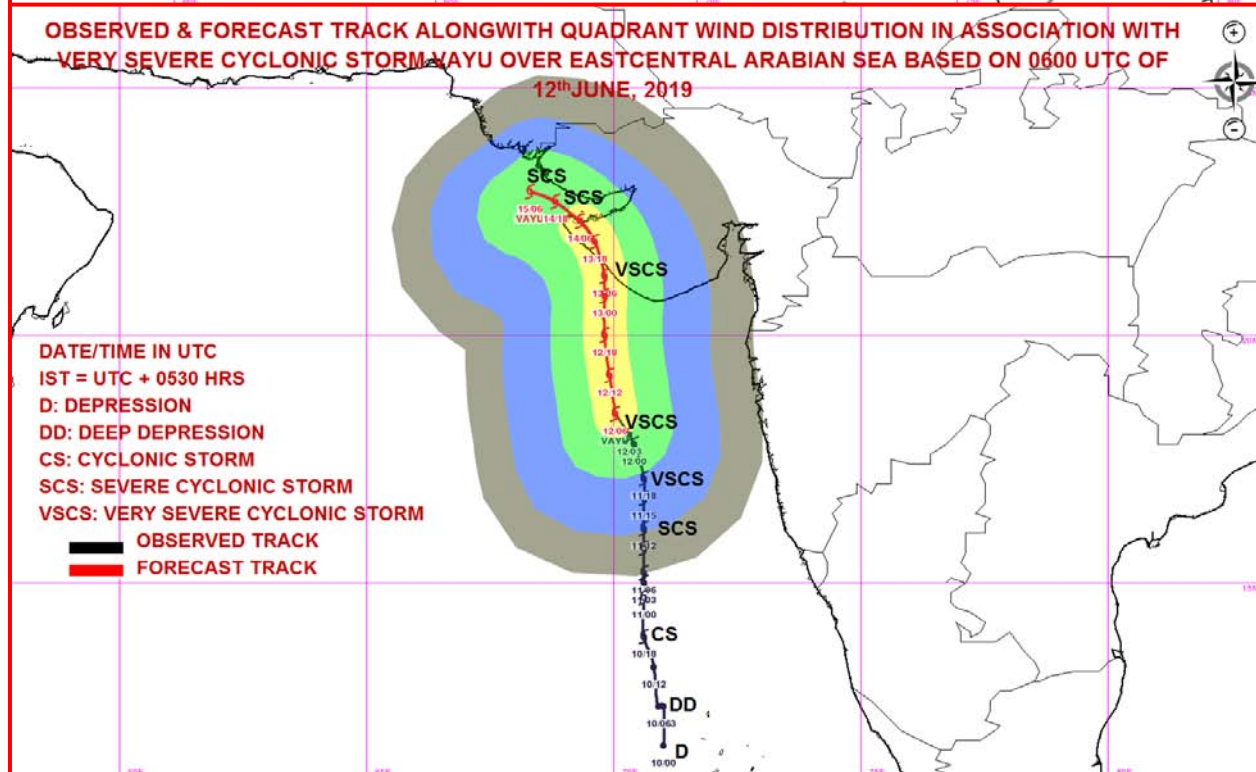 OBSERVED & FORECAST TRACK ALONGWITH QUADRANT WIND DISTRIBUTION IN ASSOCIATION WITH
VERY SEVERE CYCLONIC STORM VAYU OVER EASTCENTRAL ARABIAN SEA BASED ON 0600 UTC OF
12thJUNE, 2019
SCS
SCS
15/06
VAYU14/18
14/06
13/18
VSCS
13/06
13/00
12/18
12/12
VSCS
12/06
VAYU
12/03
12/00
VSCS
11/18
11/15
SCS
11/12
11/06
11/03
11/00
CS
10/18
10/12
DD
10/063
D
10/00
DATE/TIME IN UTC
IST = UTC + 0530 HRS
D: DEPRESSION
DD: DEEP DEPRESSION
CS: CYCLONIC STORM
SCS: SEVERE CYCLONIC STORM
VSCS: VERY SEVERE CYCLONIC STORM
OBSERVED TRACK
FORECAST TRACK